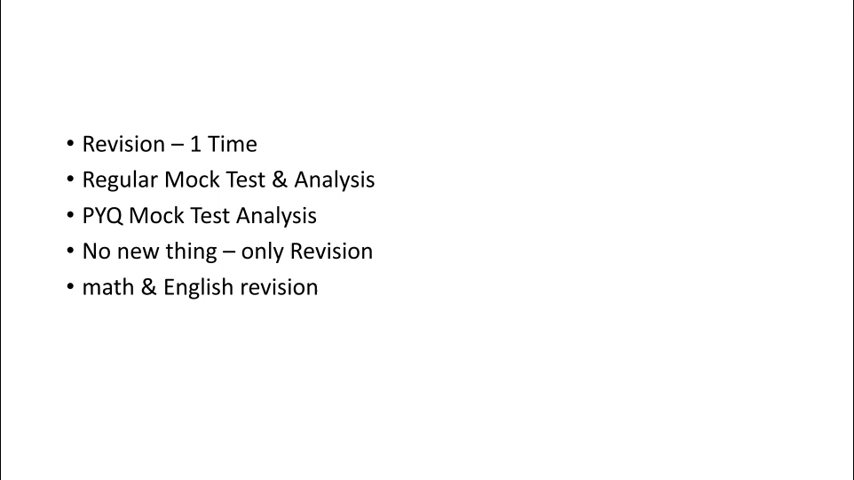 • Revision – 1 Time
• Regular Mock Test & Analysis
• PYQ Mock Test Analysis
• No new thing – only Revision
• math & English revision